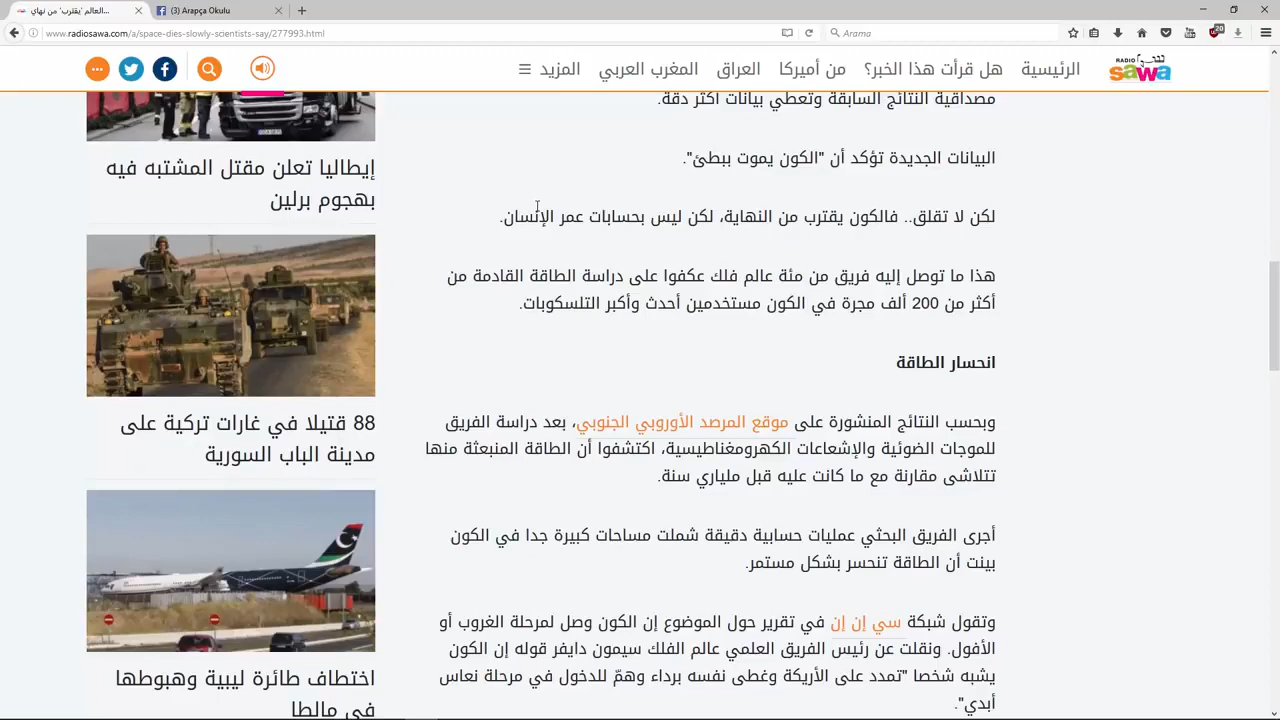 العالم 'يقترب' من نهاي...
(3) Arapça Okulu
www.radiosawa.com/a/space-dies-slowly-scientists-say/277993.html
Arama
20
RADIO
sawa
الرئيسية
هل قرأت هذا الخبر؟
من أميركا
العراق
المغرب العربي
المزيد
مصداقية النتائج السابقة وتعطي بيانات أكثر دقة.
البيانات الجديدة تؤكد أن "الكون يموت ببطئ".
لكن لا تقلق.. فالكون يقترب من النهاية، لكن ليس بحسابات عمر الإنسان.
هذا ما توصل إليه فريق من مئة عالم فلك عكفوا على دراسة الطاقة القادمة من
أكثر من 200 ألف مجرة في الكون مستخدمين أحدث وأكبر التلسكوبات.
انحسار الطاقة
وبحسب النتائج المنشورة على موقع المرصد الأوروبي الجنوبي، بعد دراسة الفريق
للموجات الضوئية والإشعاعات الكهرومغناطيسية، اكتشفوا أن الطاقة المنبعثة منها
تتلاشى مقارنة مع ما كانت عليه قبل ملياري سنة.
أجرى الفريق البحثي عمليات حسابية دقيقة شملت مساحات كبيرة جدا في الكون
بينت أن الطاقة تنحسر بشكل مستمر.
وتقول شبكة سي إن إن في تقرير حول الموضوع إن الكون وصل لمرحلة الغروب أو
الأفول. ونقلت عن رئيس الفريق العلمي عالم الفلك سيمون دايفر قوله إن الكون
يشبه شخصا "تمدد على الأريكة وغطى نفسه برداء وهمّ للدخول في مرحلة نعاس
أبدي".
إيطاليا تعلن مقتل المشتبه فيه
بهجوم برلين
88 قتيلا في غارات تركية على
مدينة الباب السورية
اختطاف طائرة ليبية وهبوطها
في مالطا